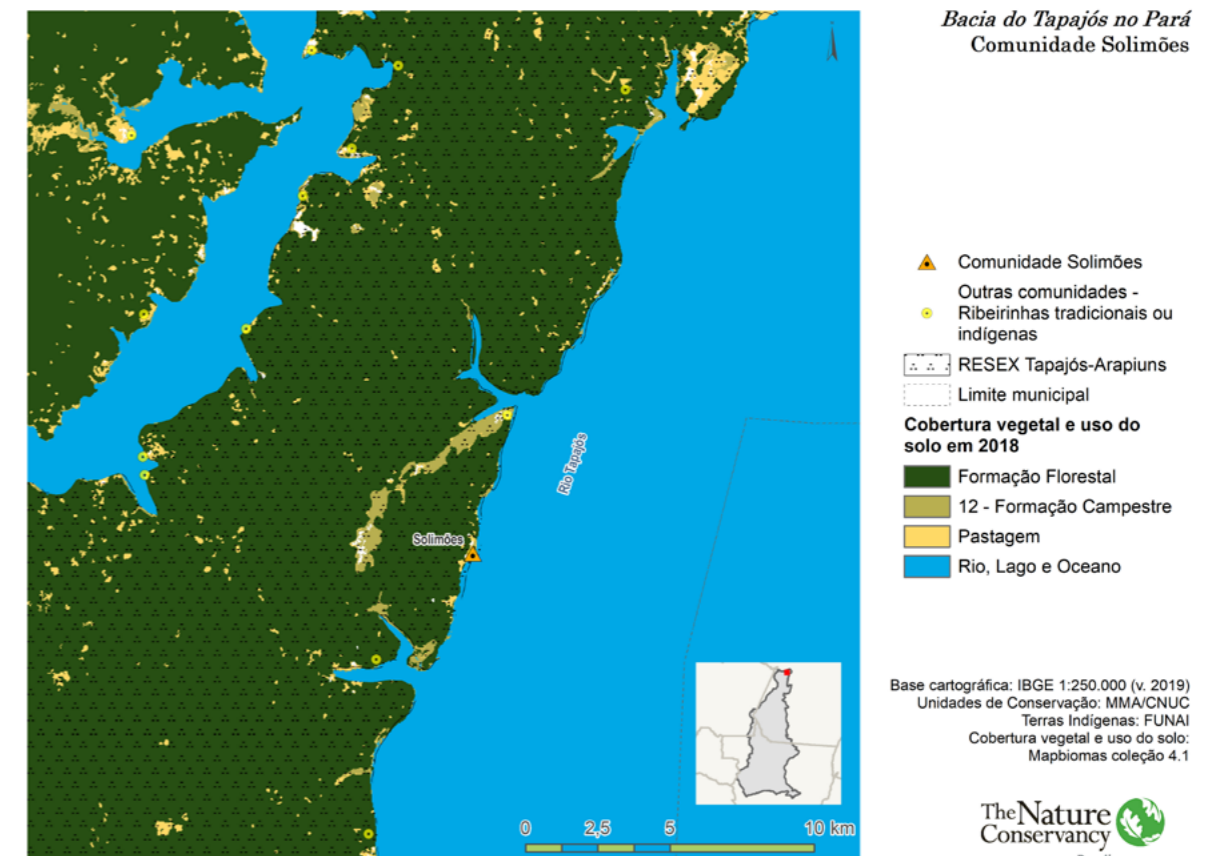 Bacia do Tapajós no Pará
Comunidade Solimões
Comunidade Solimões
Outras comunidades -
Ribeirinhas tradicionais ou
indígenas
RESEX Tapajós-Arapiuns
Limite municipal
Cobertura vegetal e uso do
solo em 2018
Formação Florestal
12 - Formação Campestre
Pastagem
Rio, Lago e Oceano
Rio Tapajós
Solimões
Base cartográfica: IBGE 1:250.000 (v. 2019)
Unidades de Conservação: MMA/CNUC
Terras Indígenas: FUNAI
Cobertura vegetal e uso do solo:
Mapbiomas coleção 4.1
0 2,5 5 10 km
The Nature
Conservancy